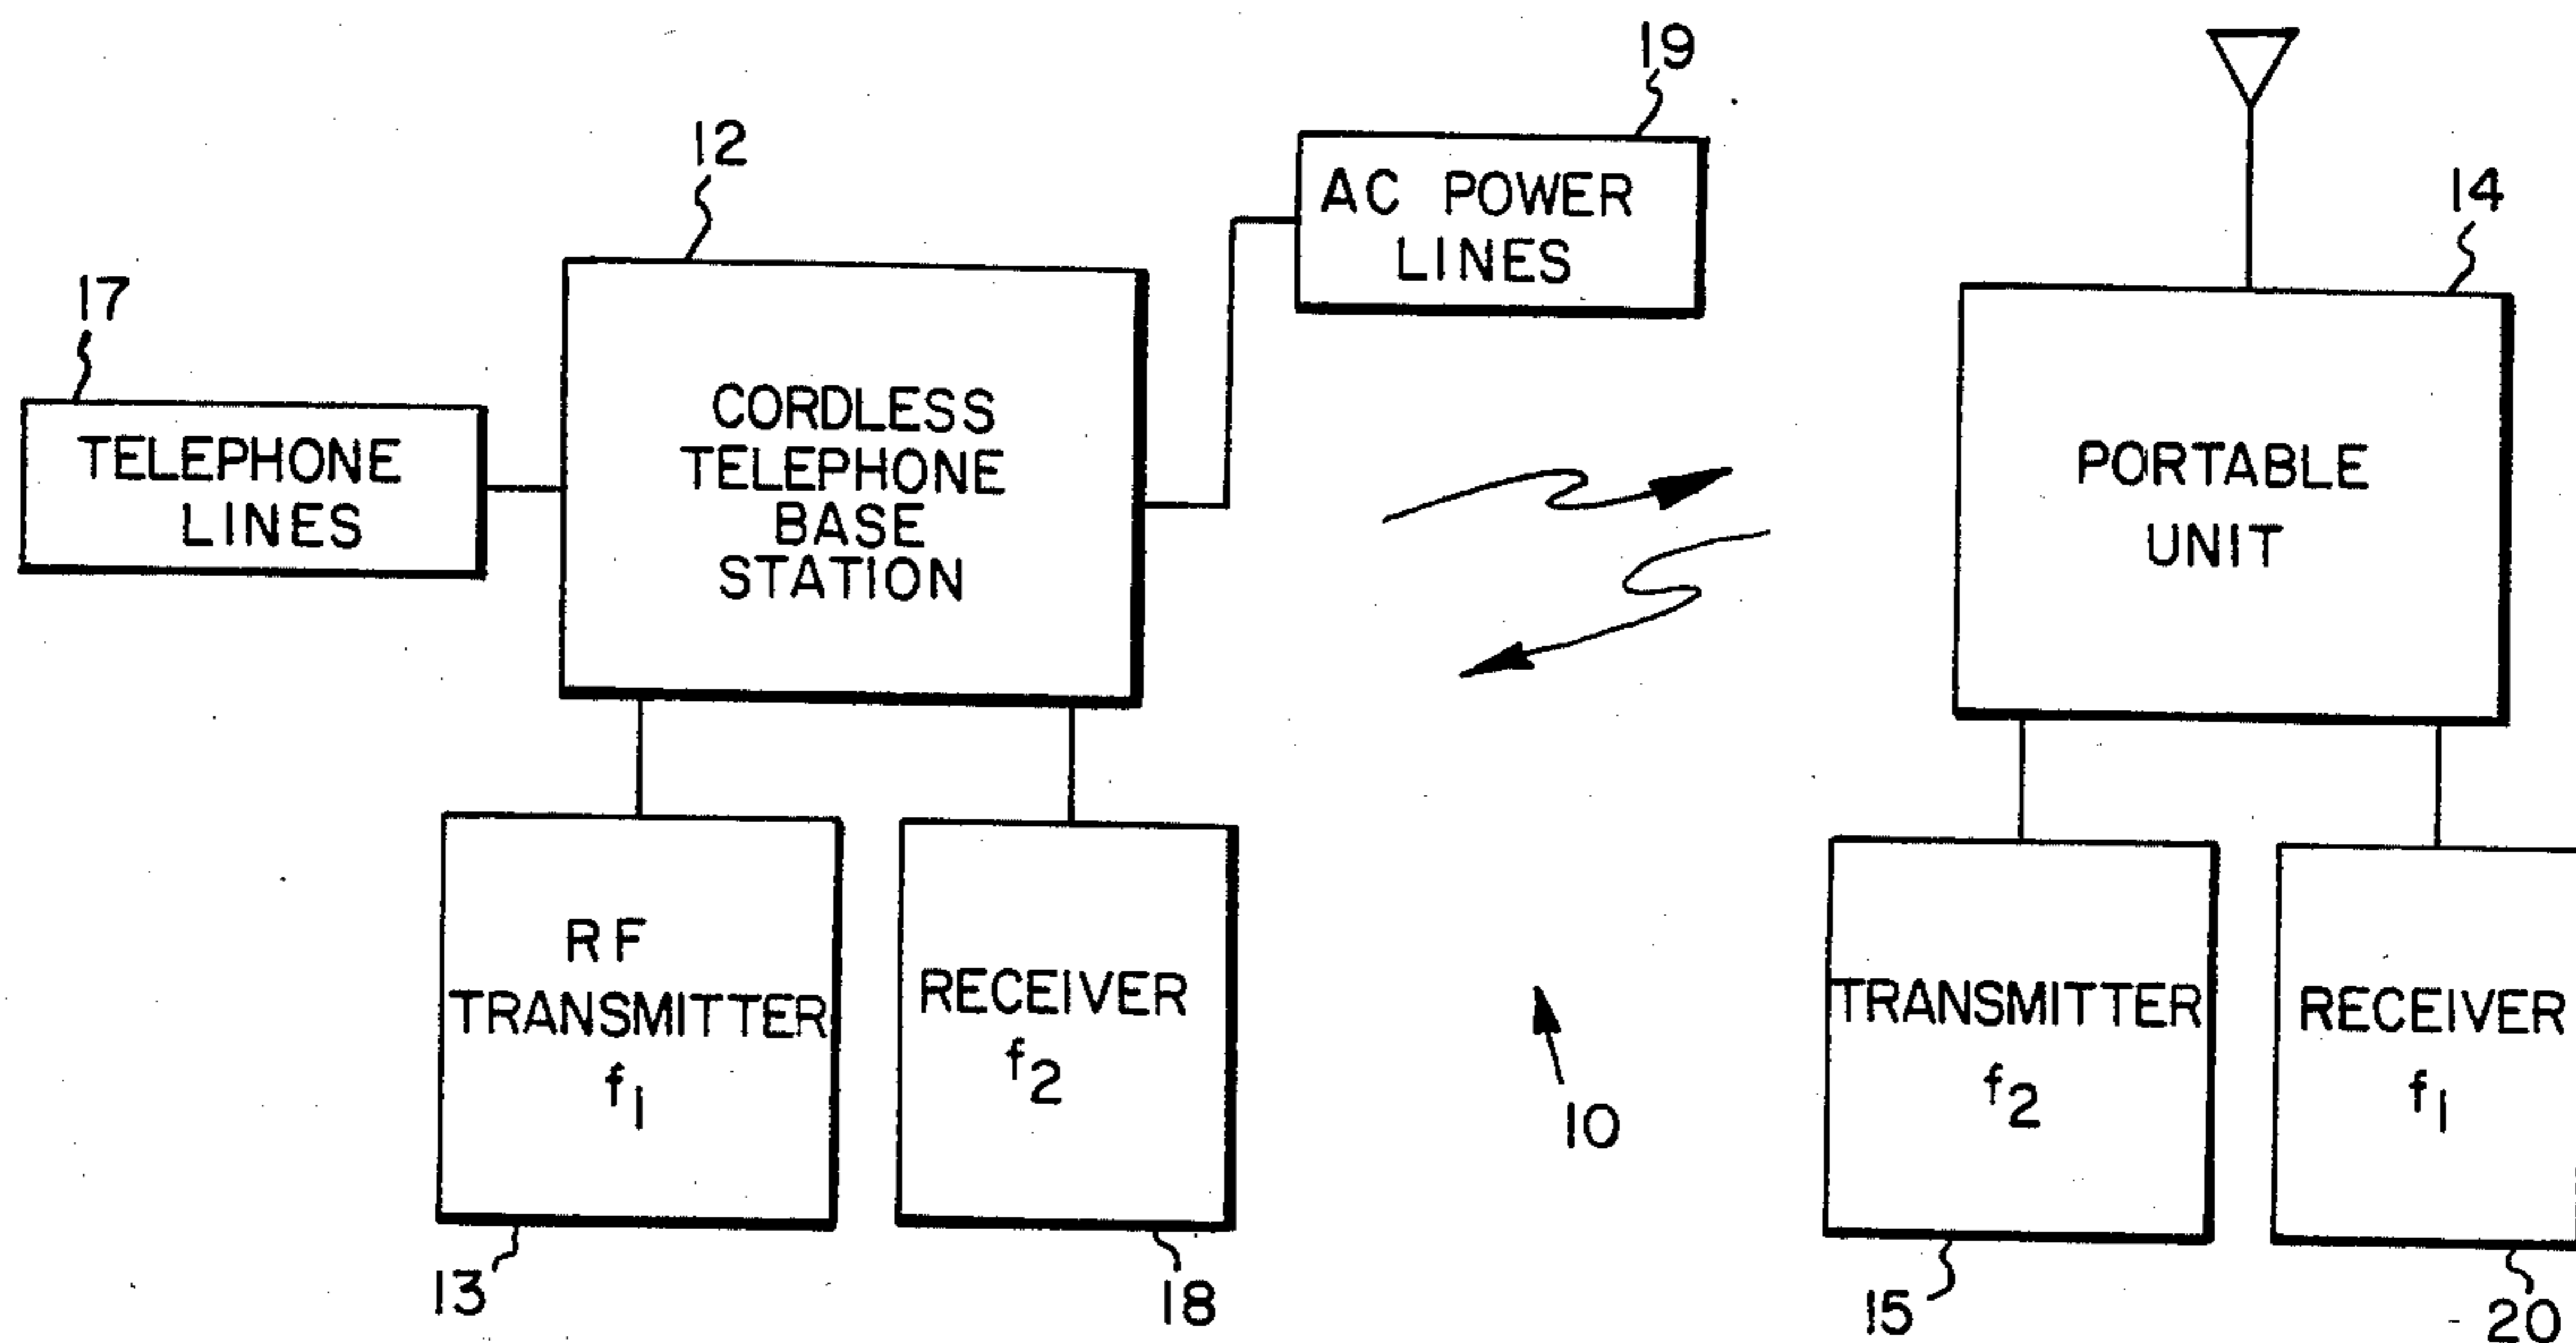 19
12
AC POWER
LINES
14
17
CORDLESS
TELEPHONE
BASE
STATION
TELEPHONE
LINES
PORTABLE
UNIT
RF
TRANSMITTER
f1
RECEIVER
f2
TRANSMITTER
f2
RECEIVER
f1
10
13
18
15
20